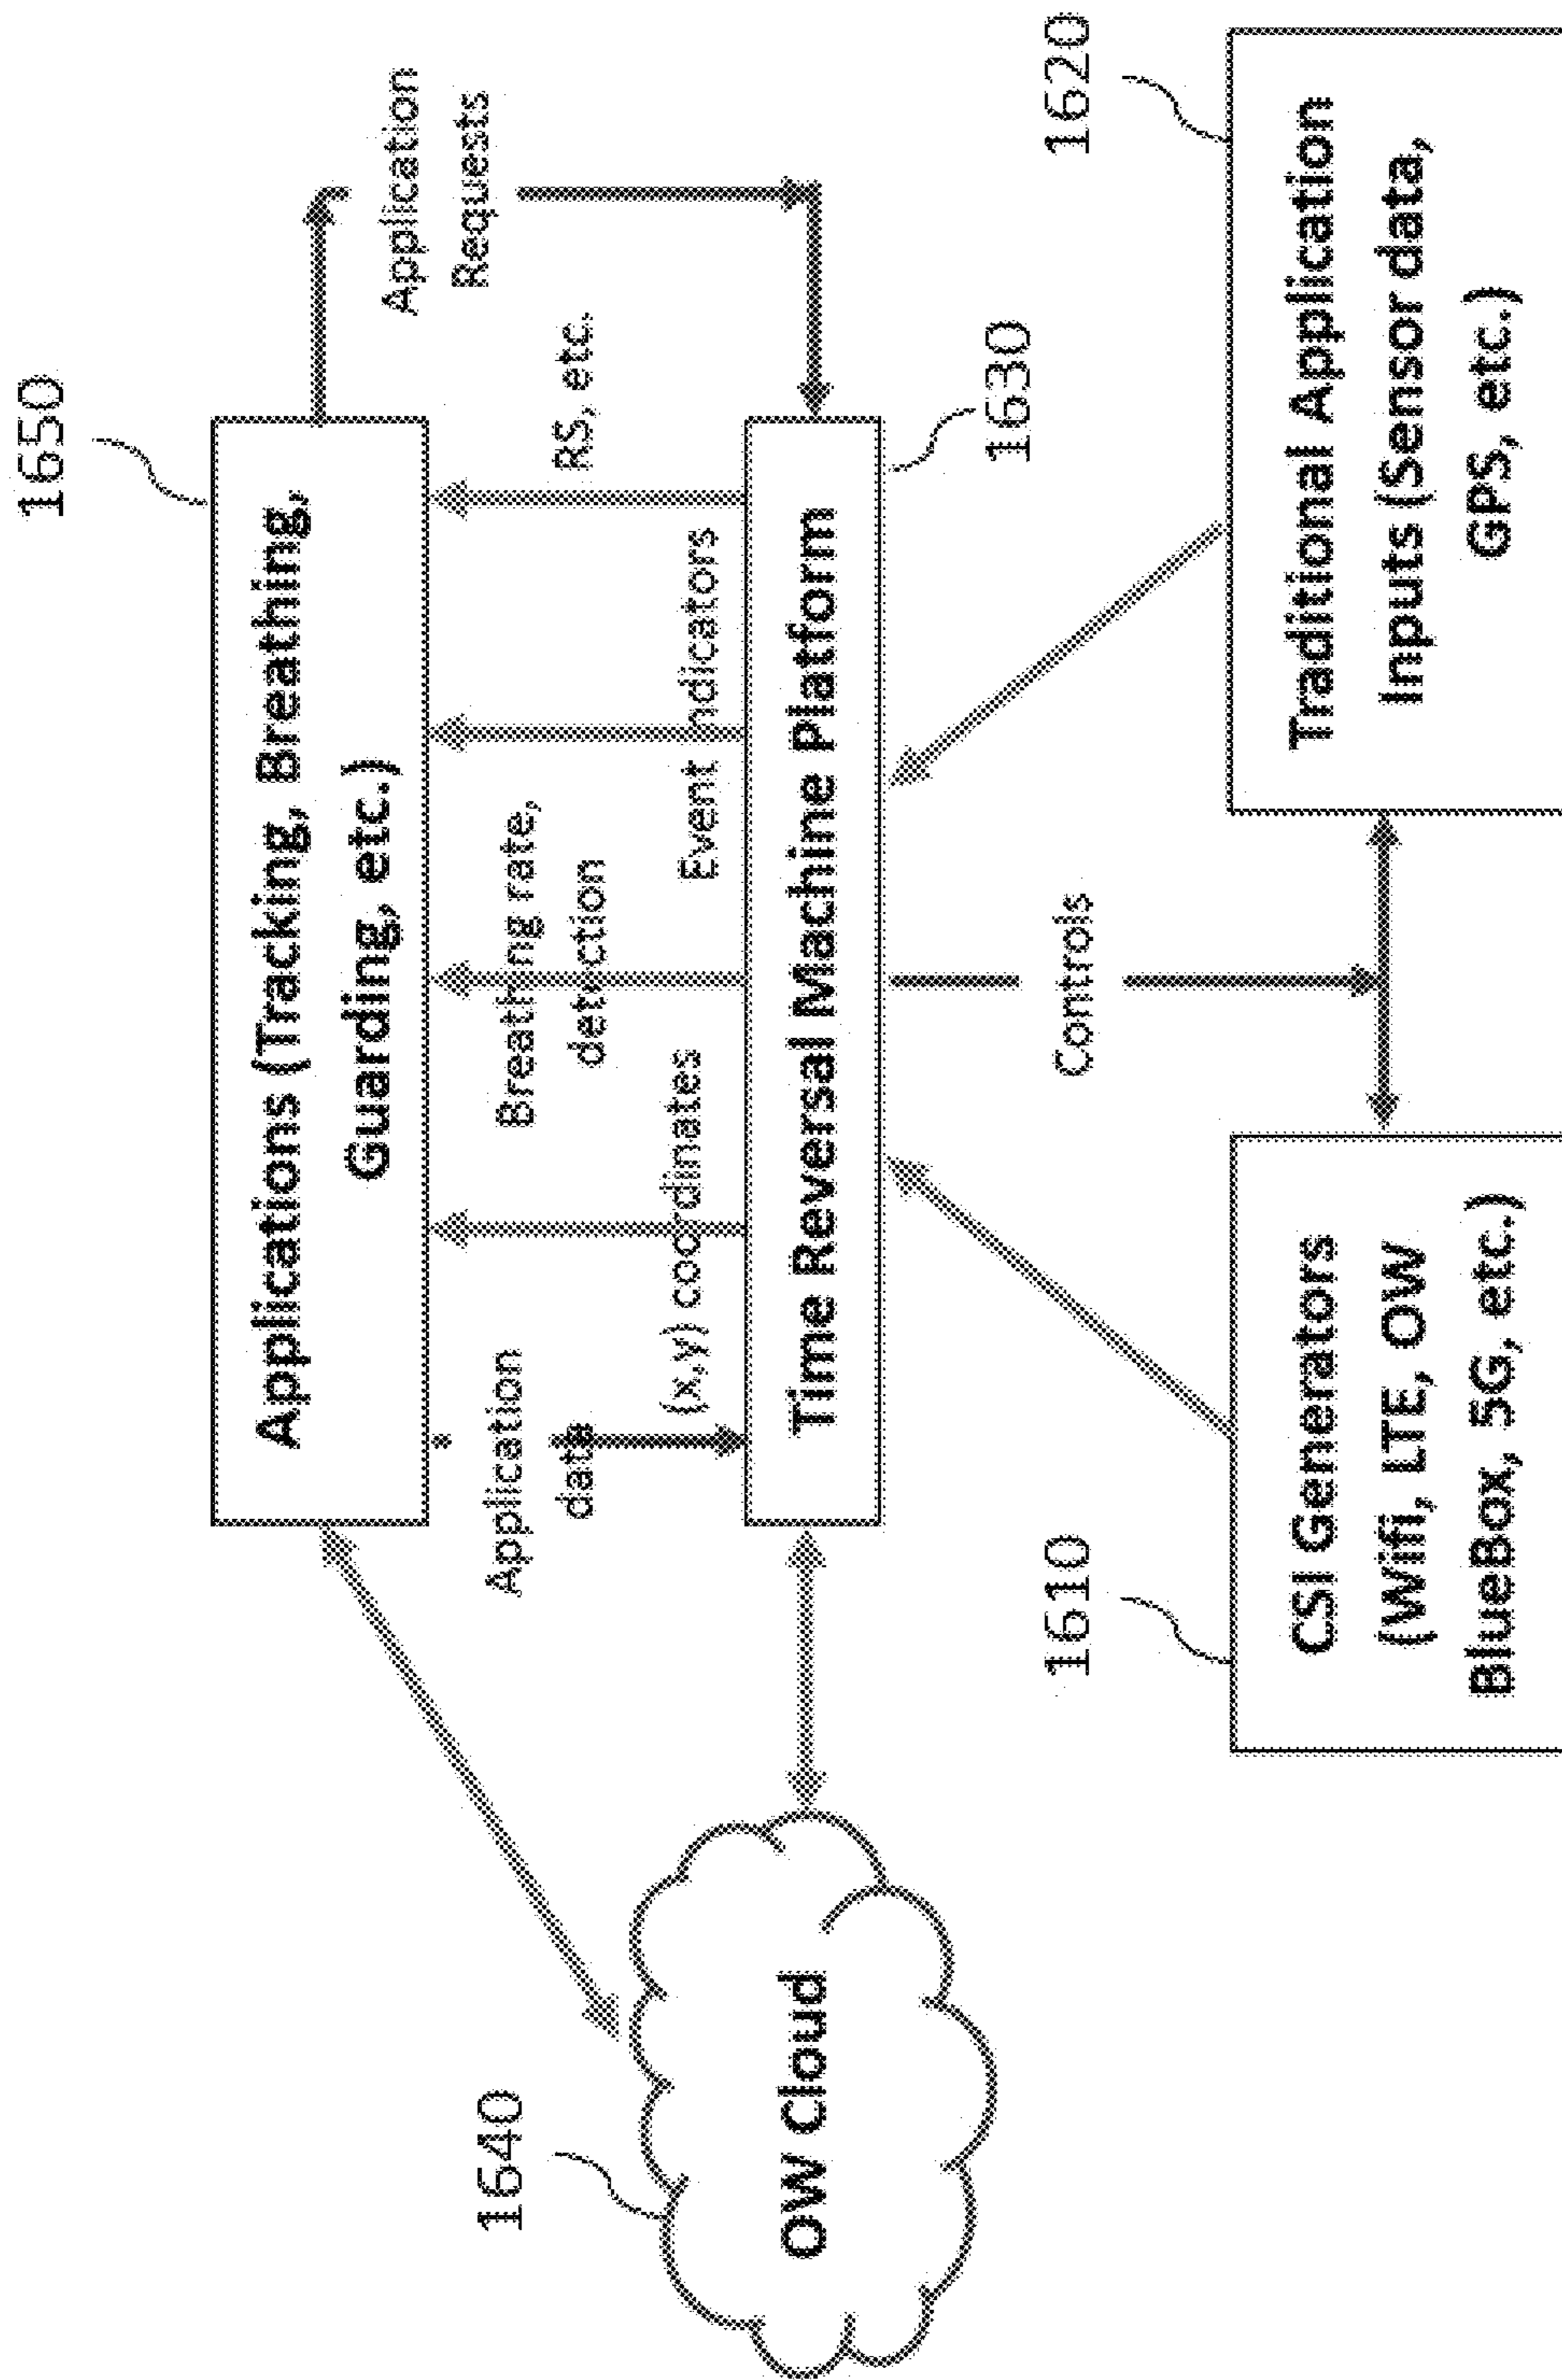 1650
Applications (Tracking, Breathing,
Guarding, etc.)
Application
Requests
RS, etc.
Event Indicators
Breathing rate,
detection
(x,y) coordinates
Application
data
1640
OW Cloud
Time Reversal Machine Platform
1630
Controls
1610
CSI Generators
(Wifi, LTE, OW
BlueBox, 5G, etc.)
1620
Traditional Application
Inputs (Sensor data,
GPS, etc.)